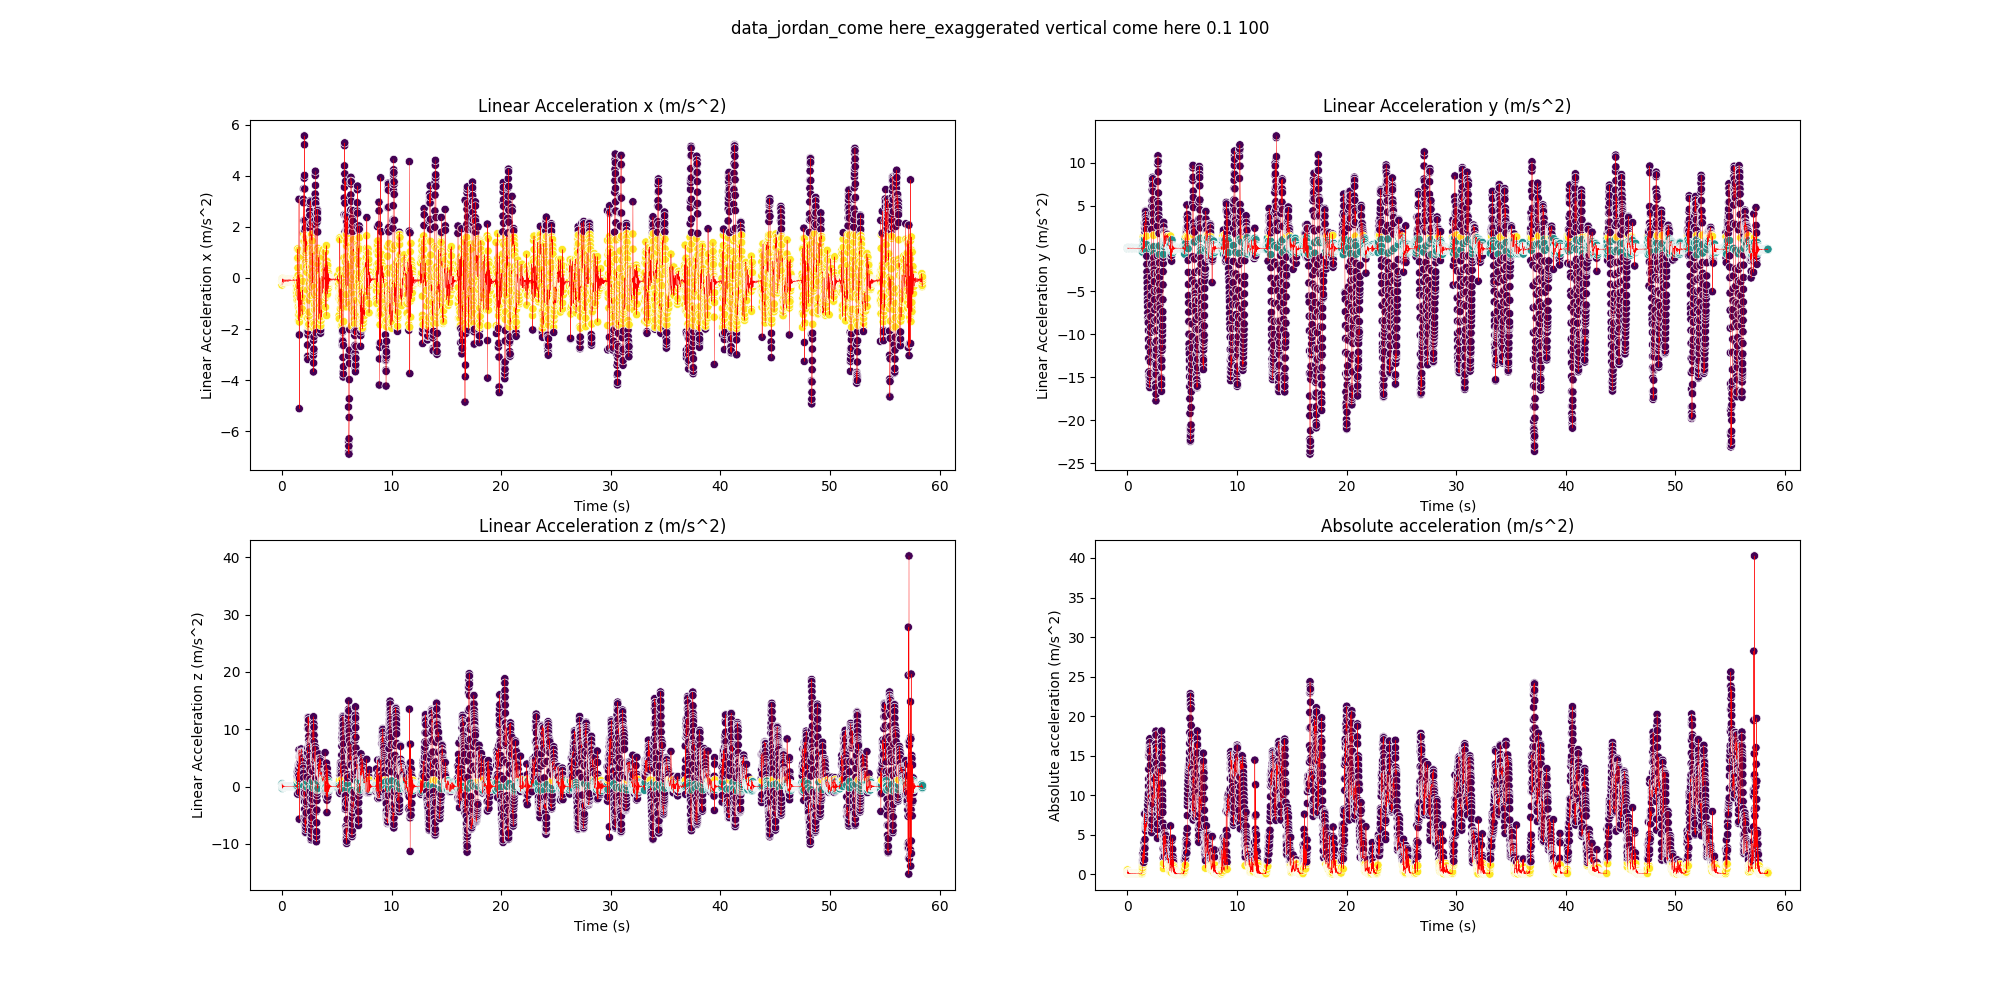 data_jordan_come here_exaggerated vertical come here 0.1 100
Linear Acceleration x (m/s^2)
Linear Acceleration x (m/s^2)
6
4
2
0
−2
−4
−6
0 10 20 30 40 50 60
Time (s)
Linear Acceleration y (m/s^2)
Linear Acceleration y (m/s^2)
10
5
0
−5
−10
−15
−20
−25
0 10 20 30 40 50 60
Time (s)
Linear Acceleration z (m/s^2)
Linear Acceleration z (m/s^2)
40
30
20
10
0
−10
0 10 20 30 40 50 60
Time (s)
Absolute acceleration (m/s^2)
Absolute acceleration (m/s^2)
40
35
30
25
20
15
10
5
0
0 10 20 30 40 50 60
Time (s)